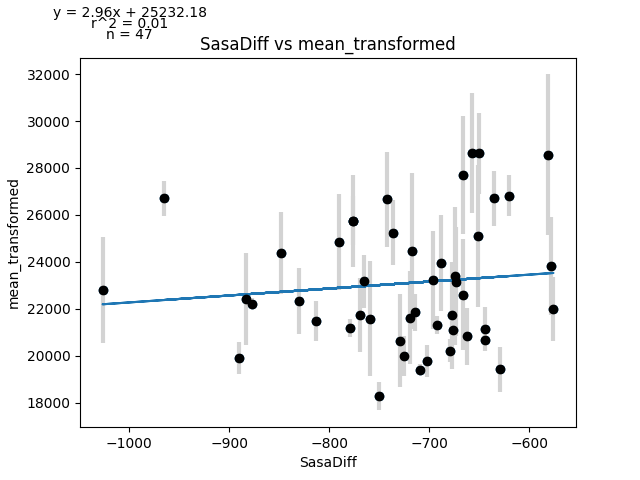 y = 2.96x + 25232.18
r^2 = 0.01
n = 47
SasaDiff vs mean_transformed
32000
30000
28000
26000
24000
22000
20000
18000
mean_transformed
−1000
−900
−800
−700
−600
SasaDiff